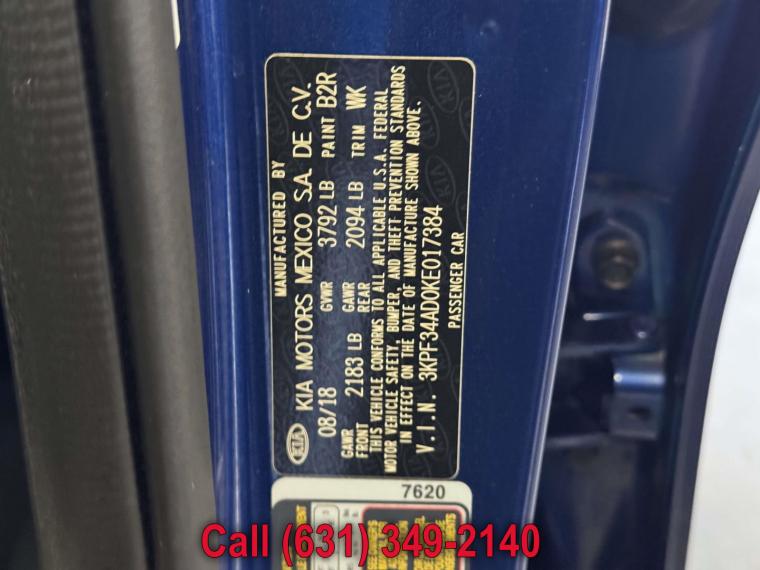 MANUFACTURED BY
KIA KIA MOTORS MEXICO S.A. DE C.V.
08/18 GVWR 3792 LB PAINT B2R
GAWR FRONT 2183 LB GAWR REAR 2094 LB TRIM WK
THIS VEHICLE CONFORMS TO ALL APPLICABLE U.S.A. FEDERAL
MOTOR VEHICLE SAFETY, BUMPER, AND THEFT PREVENTION STANDARDS
IN EFFECT ON THE DATE OF MANUFACTURE SHOWN ABOVE.
V.I.N. 3KPF34AD0KE017384
PASSENGER CAR
7620
Call (631) 349-2140